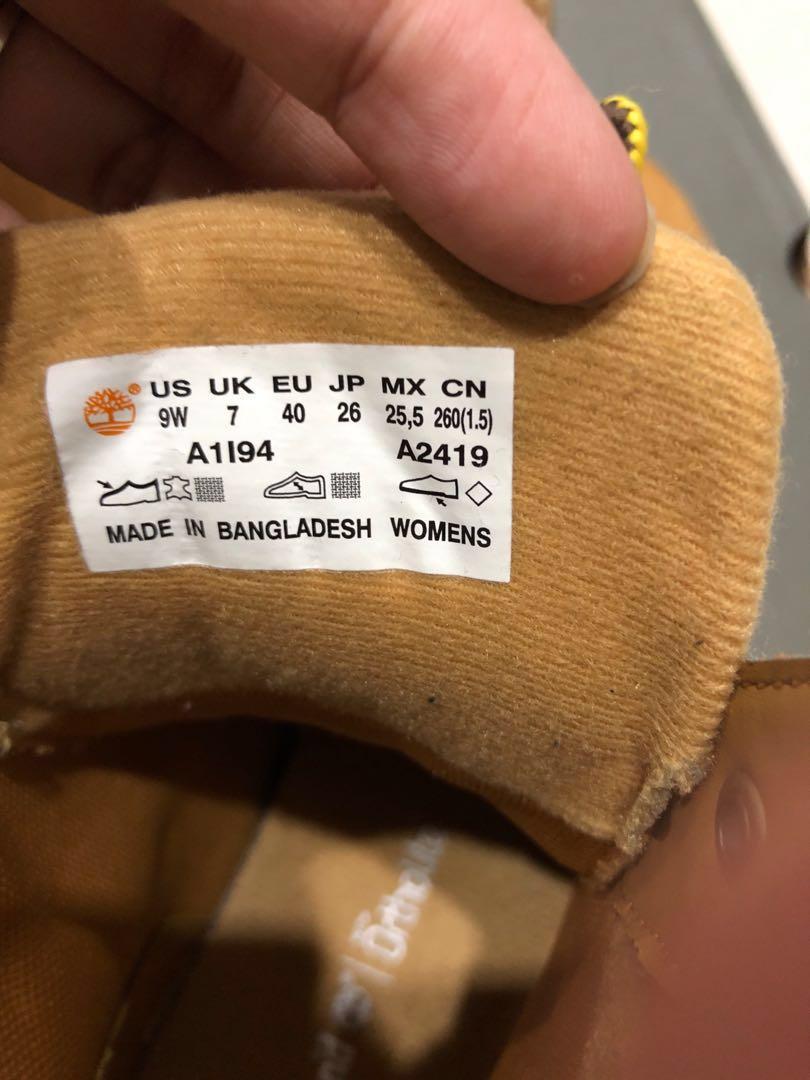 ® US UK EU JP MX CN
9W 7 40 26 25,5 260(1.5)
A1I94 A2419
MADE IN BANGLADESH WOMENS